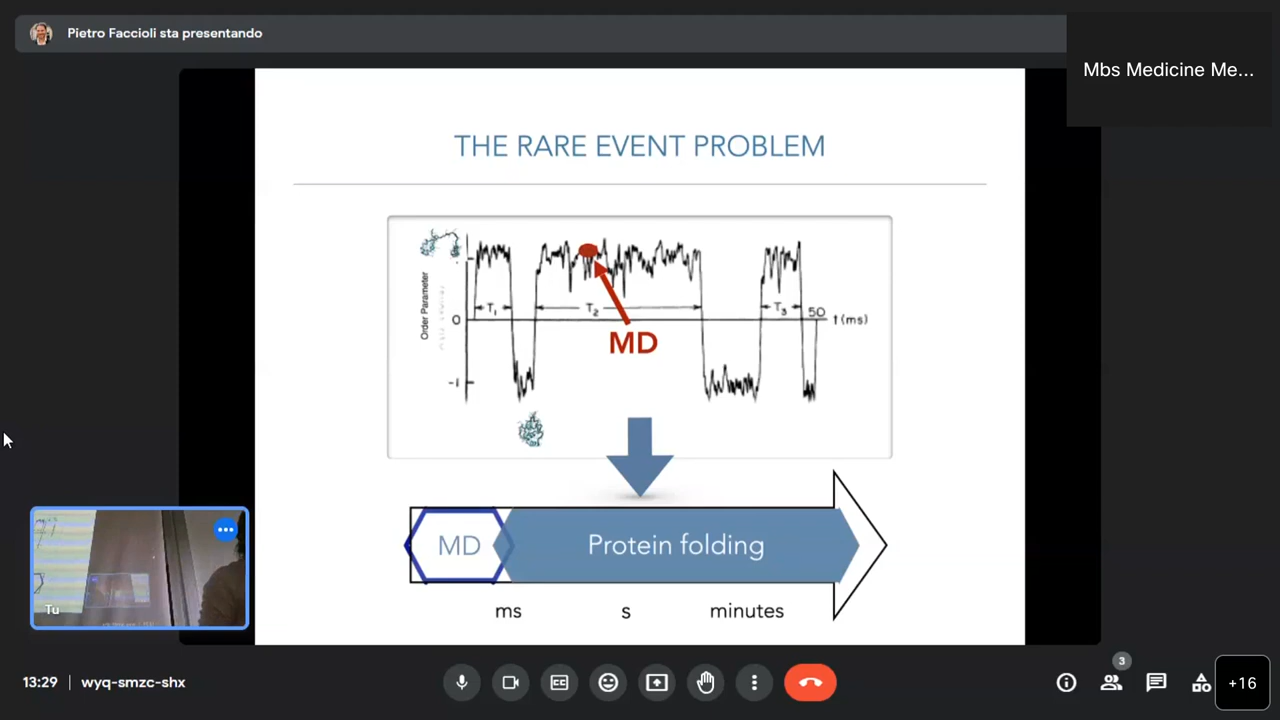 Pietro Faccioli sta presentando
Mbs Medicine Me...
THE RARE EVENT PROBLEM
Order Parameter
T1
T2
T3
50
t (ms)
0
MD
-1
MD
Protein folding
ms
s
minutes
Tu
13:29
wyq-smzc-shx
CC
3
+16